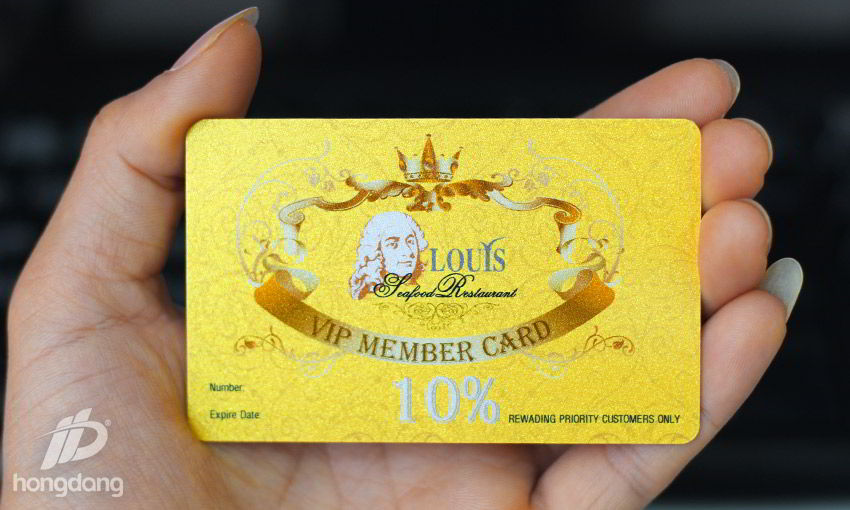 LOUIS
Seafood Restaurant
VIP MEMBER CARD
10%
Number:
Expire Date:
REWADING PRIORITY CUSTOMERS ONLY
hongdang